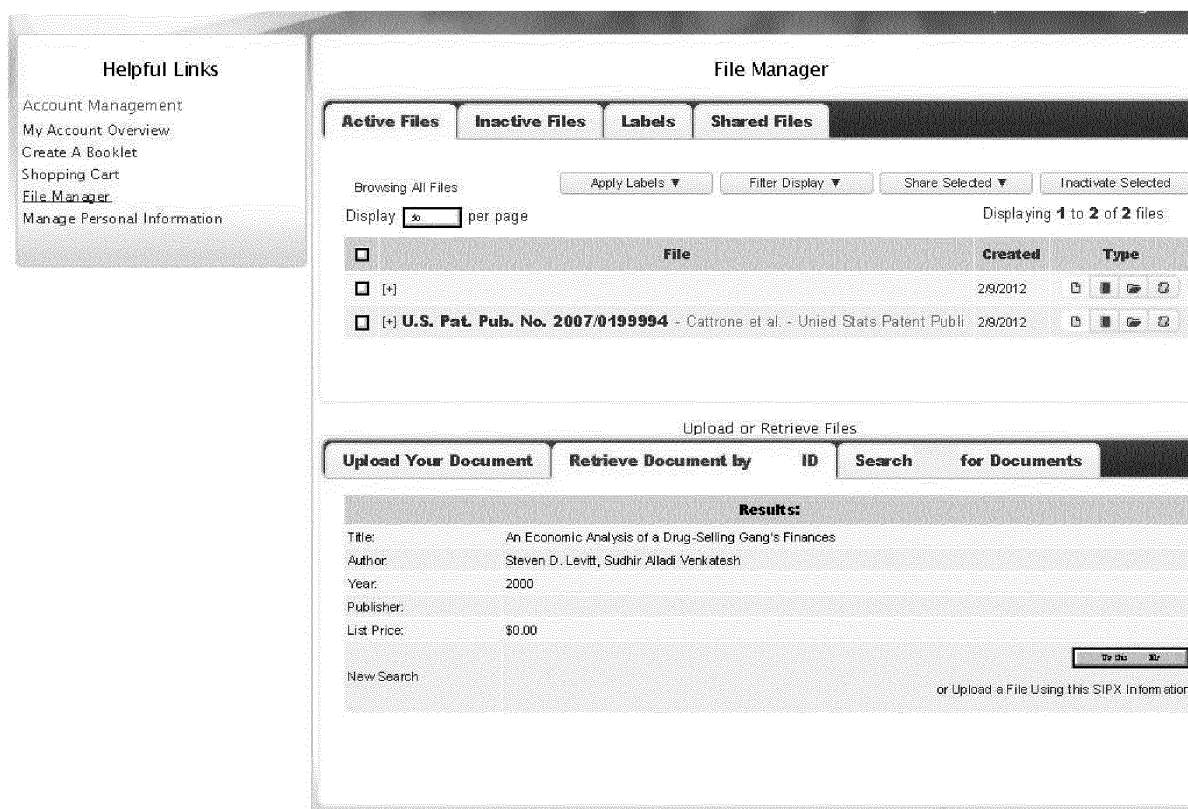 Helpful Links
Account Management
My Account Overview
Create A Booklet
Shopping Cart
File Manager
Manage Personal Information
File Manager
Active Files Inactive Files Labels Shared Files
Browsing All Files Apply Labels ▼ Filter Display ▼ Share Selected ▼ Inactivate Selected
Display 50 per page Displaying 1 to 2 of 2 files
File Created Type
[+] 2/9/2012
[+] U.S. Pat. Pub. No. 2007/0199994 - Cattrone et al. - Unied Stats Patent Publi 2/9/2012
Upload or Retrieve Files
Upload Your Document Retrieve Document by ID Search for Documents
Results:
Title: An Economic Analysis of a Drug-Selling Gang's Finances
Author: Steven D. Levitt, Sudhir Alladi Venkatesh
Year: 2000
Publisher:
List Price: $0.00
New Search
or Upload a File Using this SIPX Information